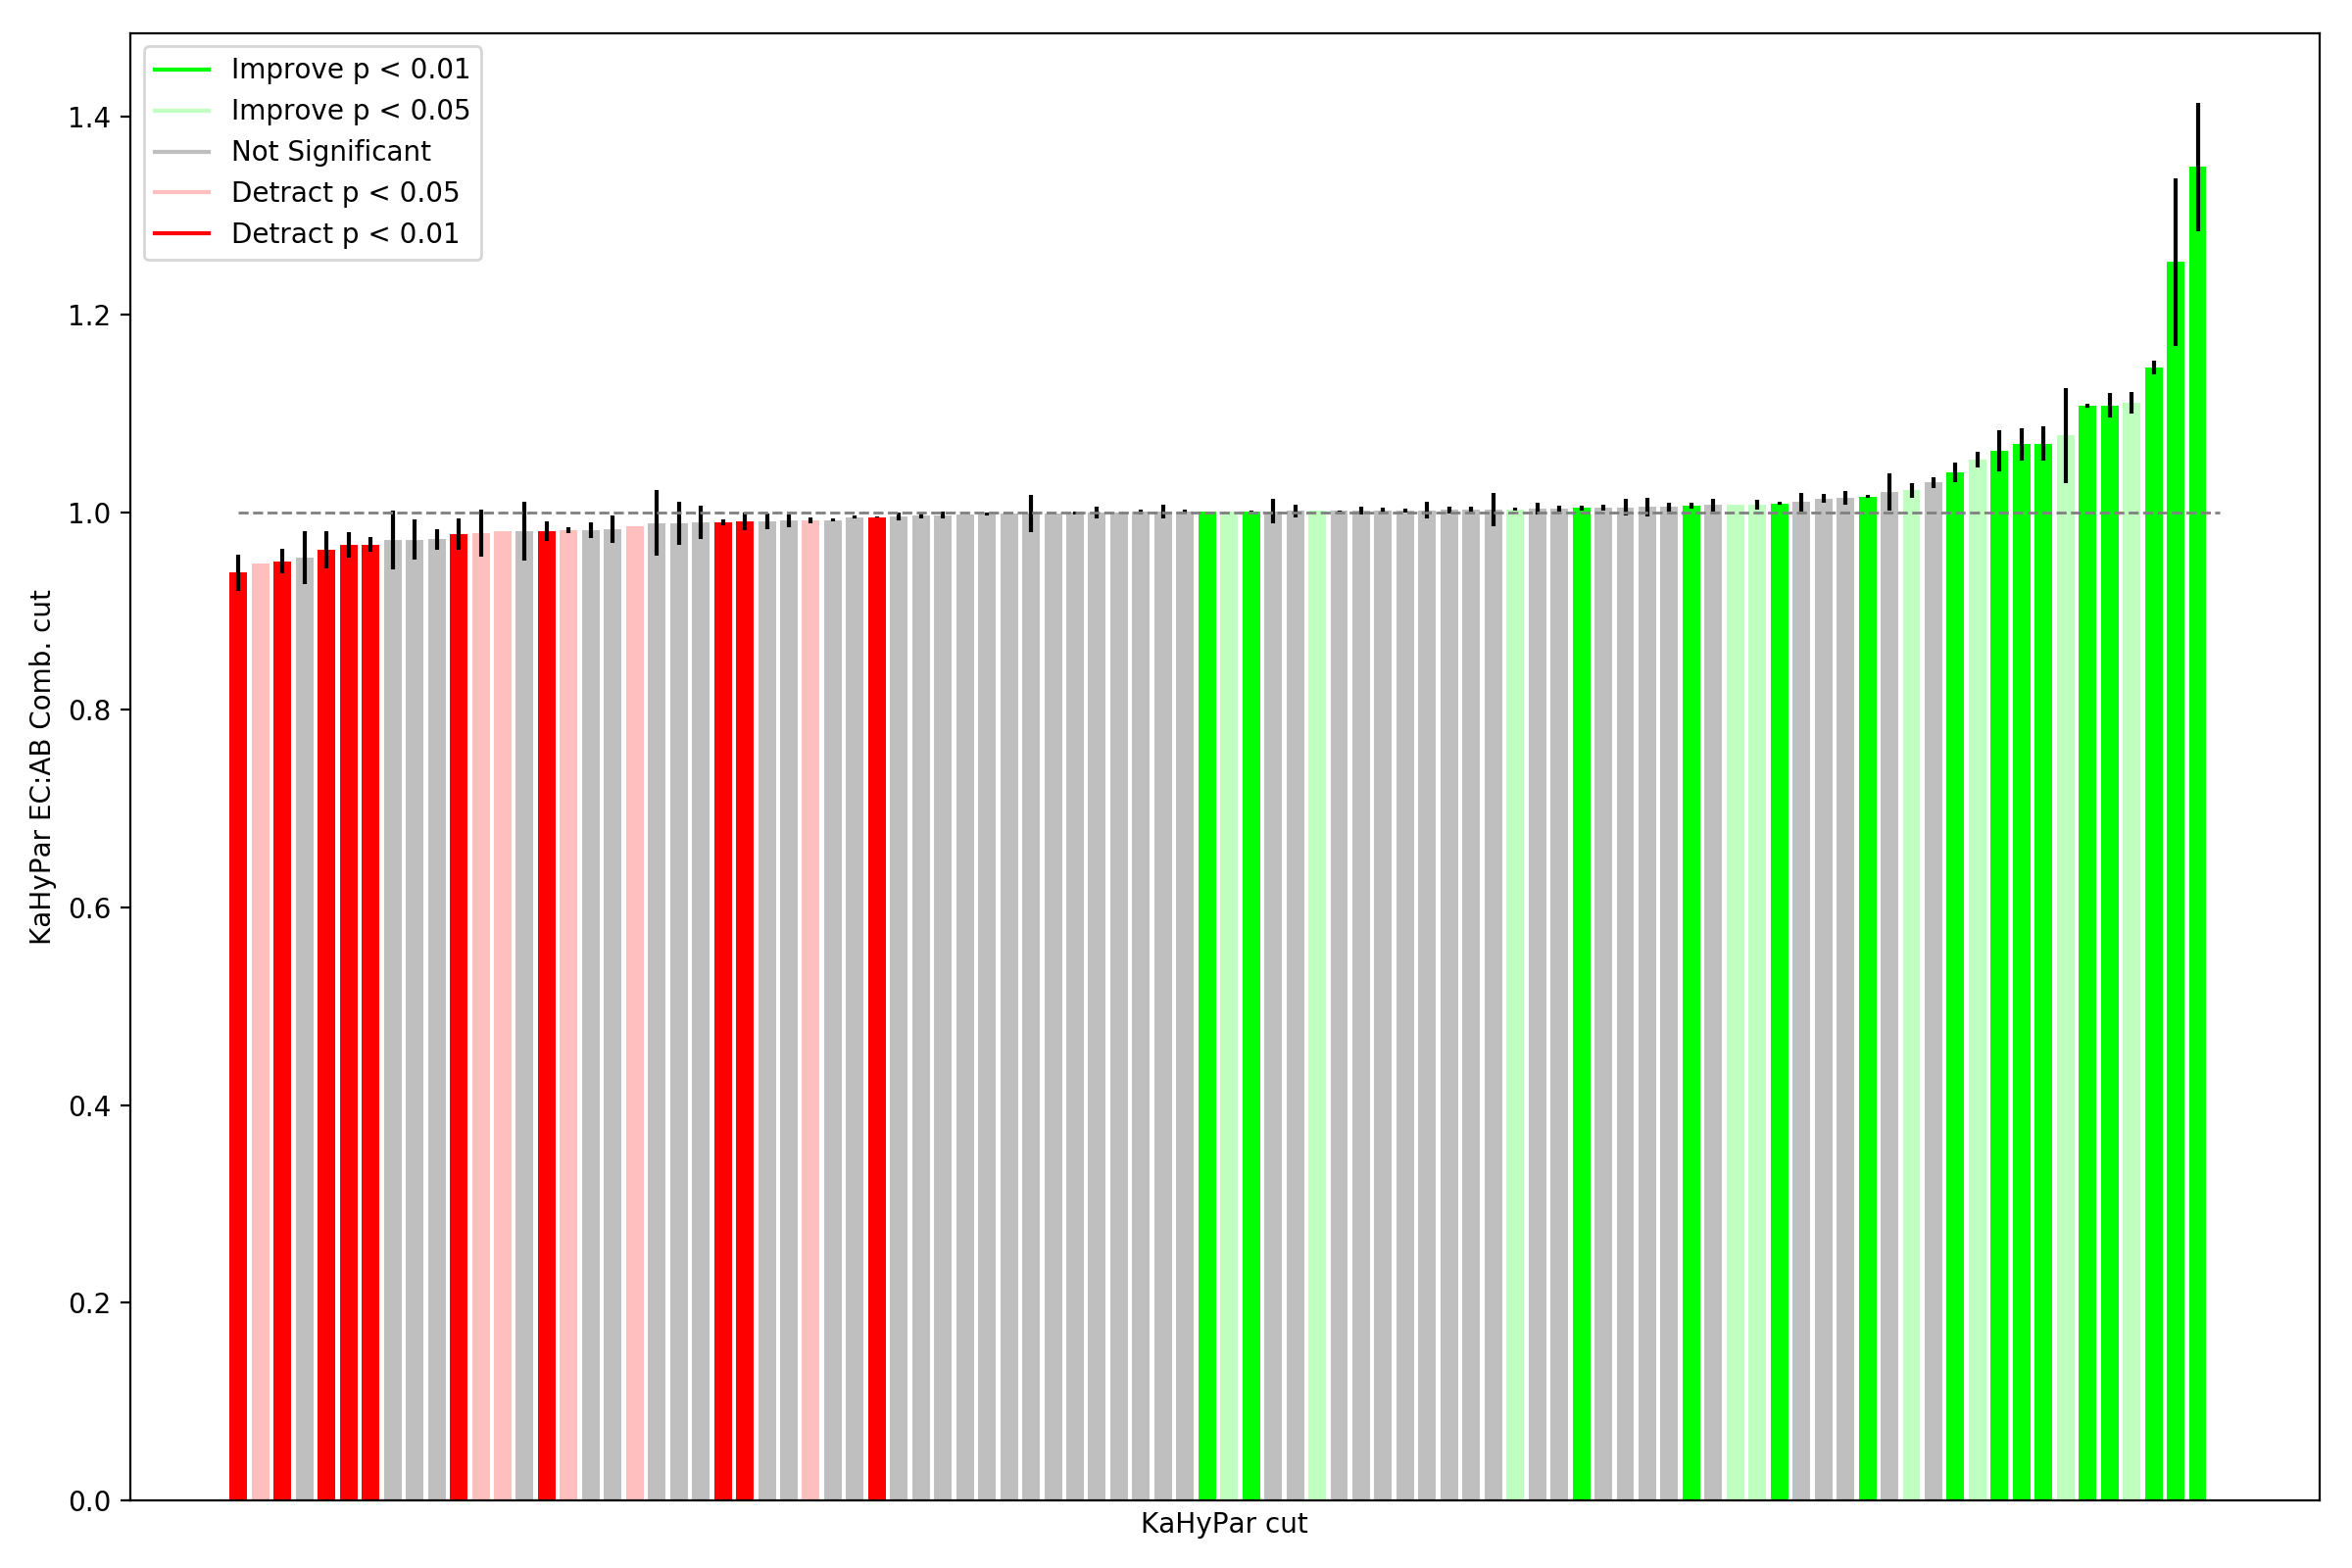 Improve p < 0.01
Improve p < 0.05
Not Significant
Detract p < 0.05
Detract p < 0.01
1.4
1.2
1.0
0.8
0.6
0.4
0.2
0.0
KaHyPar EC:AB Comb. cut
KaHyPar cut